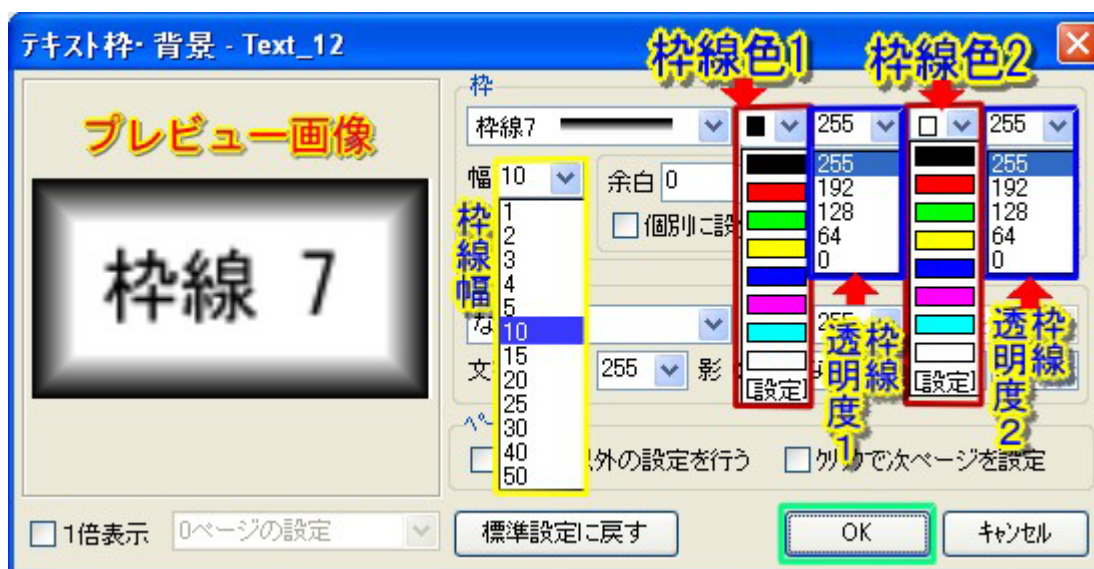 テキスト枠・背景 - Text_12
枠線色1
枠線色2
プレビュー画像
枠線 7
枠
枠線7
255
255
幅
10
余白
0
個別に設
枠線幅
1
2
3
4
5
10
15
20
25
30
40
50
[設定]
255
192
128
64
0
枠線透明度1
[設定]
255
192
128
64
0
枠線透明度2
な
255
文
255
影
外の設定を行う
クリックで次ページを設定
1倍表示
0ページの設定
標準設定に戻す
OK
キャンセル